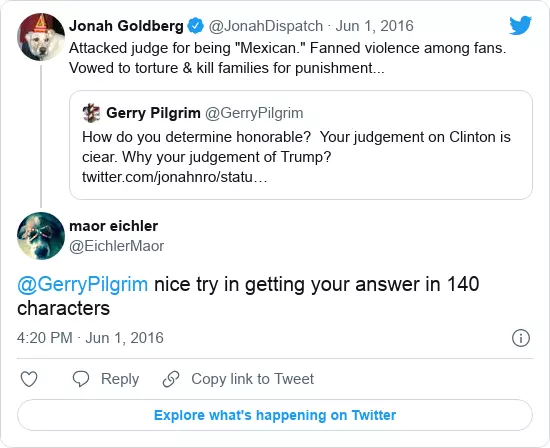 Jonah Goldberg @JonahDispatch · Jun 1, 2016
Attacked judge for being "Mexican." Fanned violence among fans.
Vowed to torture & kill families for punishment...
Gerry Pilgrim @GerryPilgrim
How do you determine honorable?  Your judgement on Clinton is
ciear. Why your judgement of Trump?
twitter.com/jonahnro/statu…
maor eichler
@EichlerMaor
@GerryPilgrim nice try in getting your answer in 140
characters
4:20 PM · Jun 1, 2016
Reply
Copy link to Tweet
Explore what's happening on Twitter